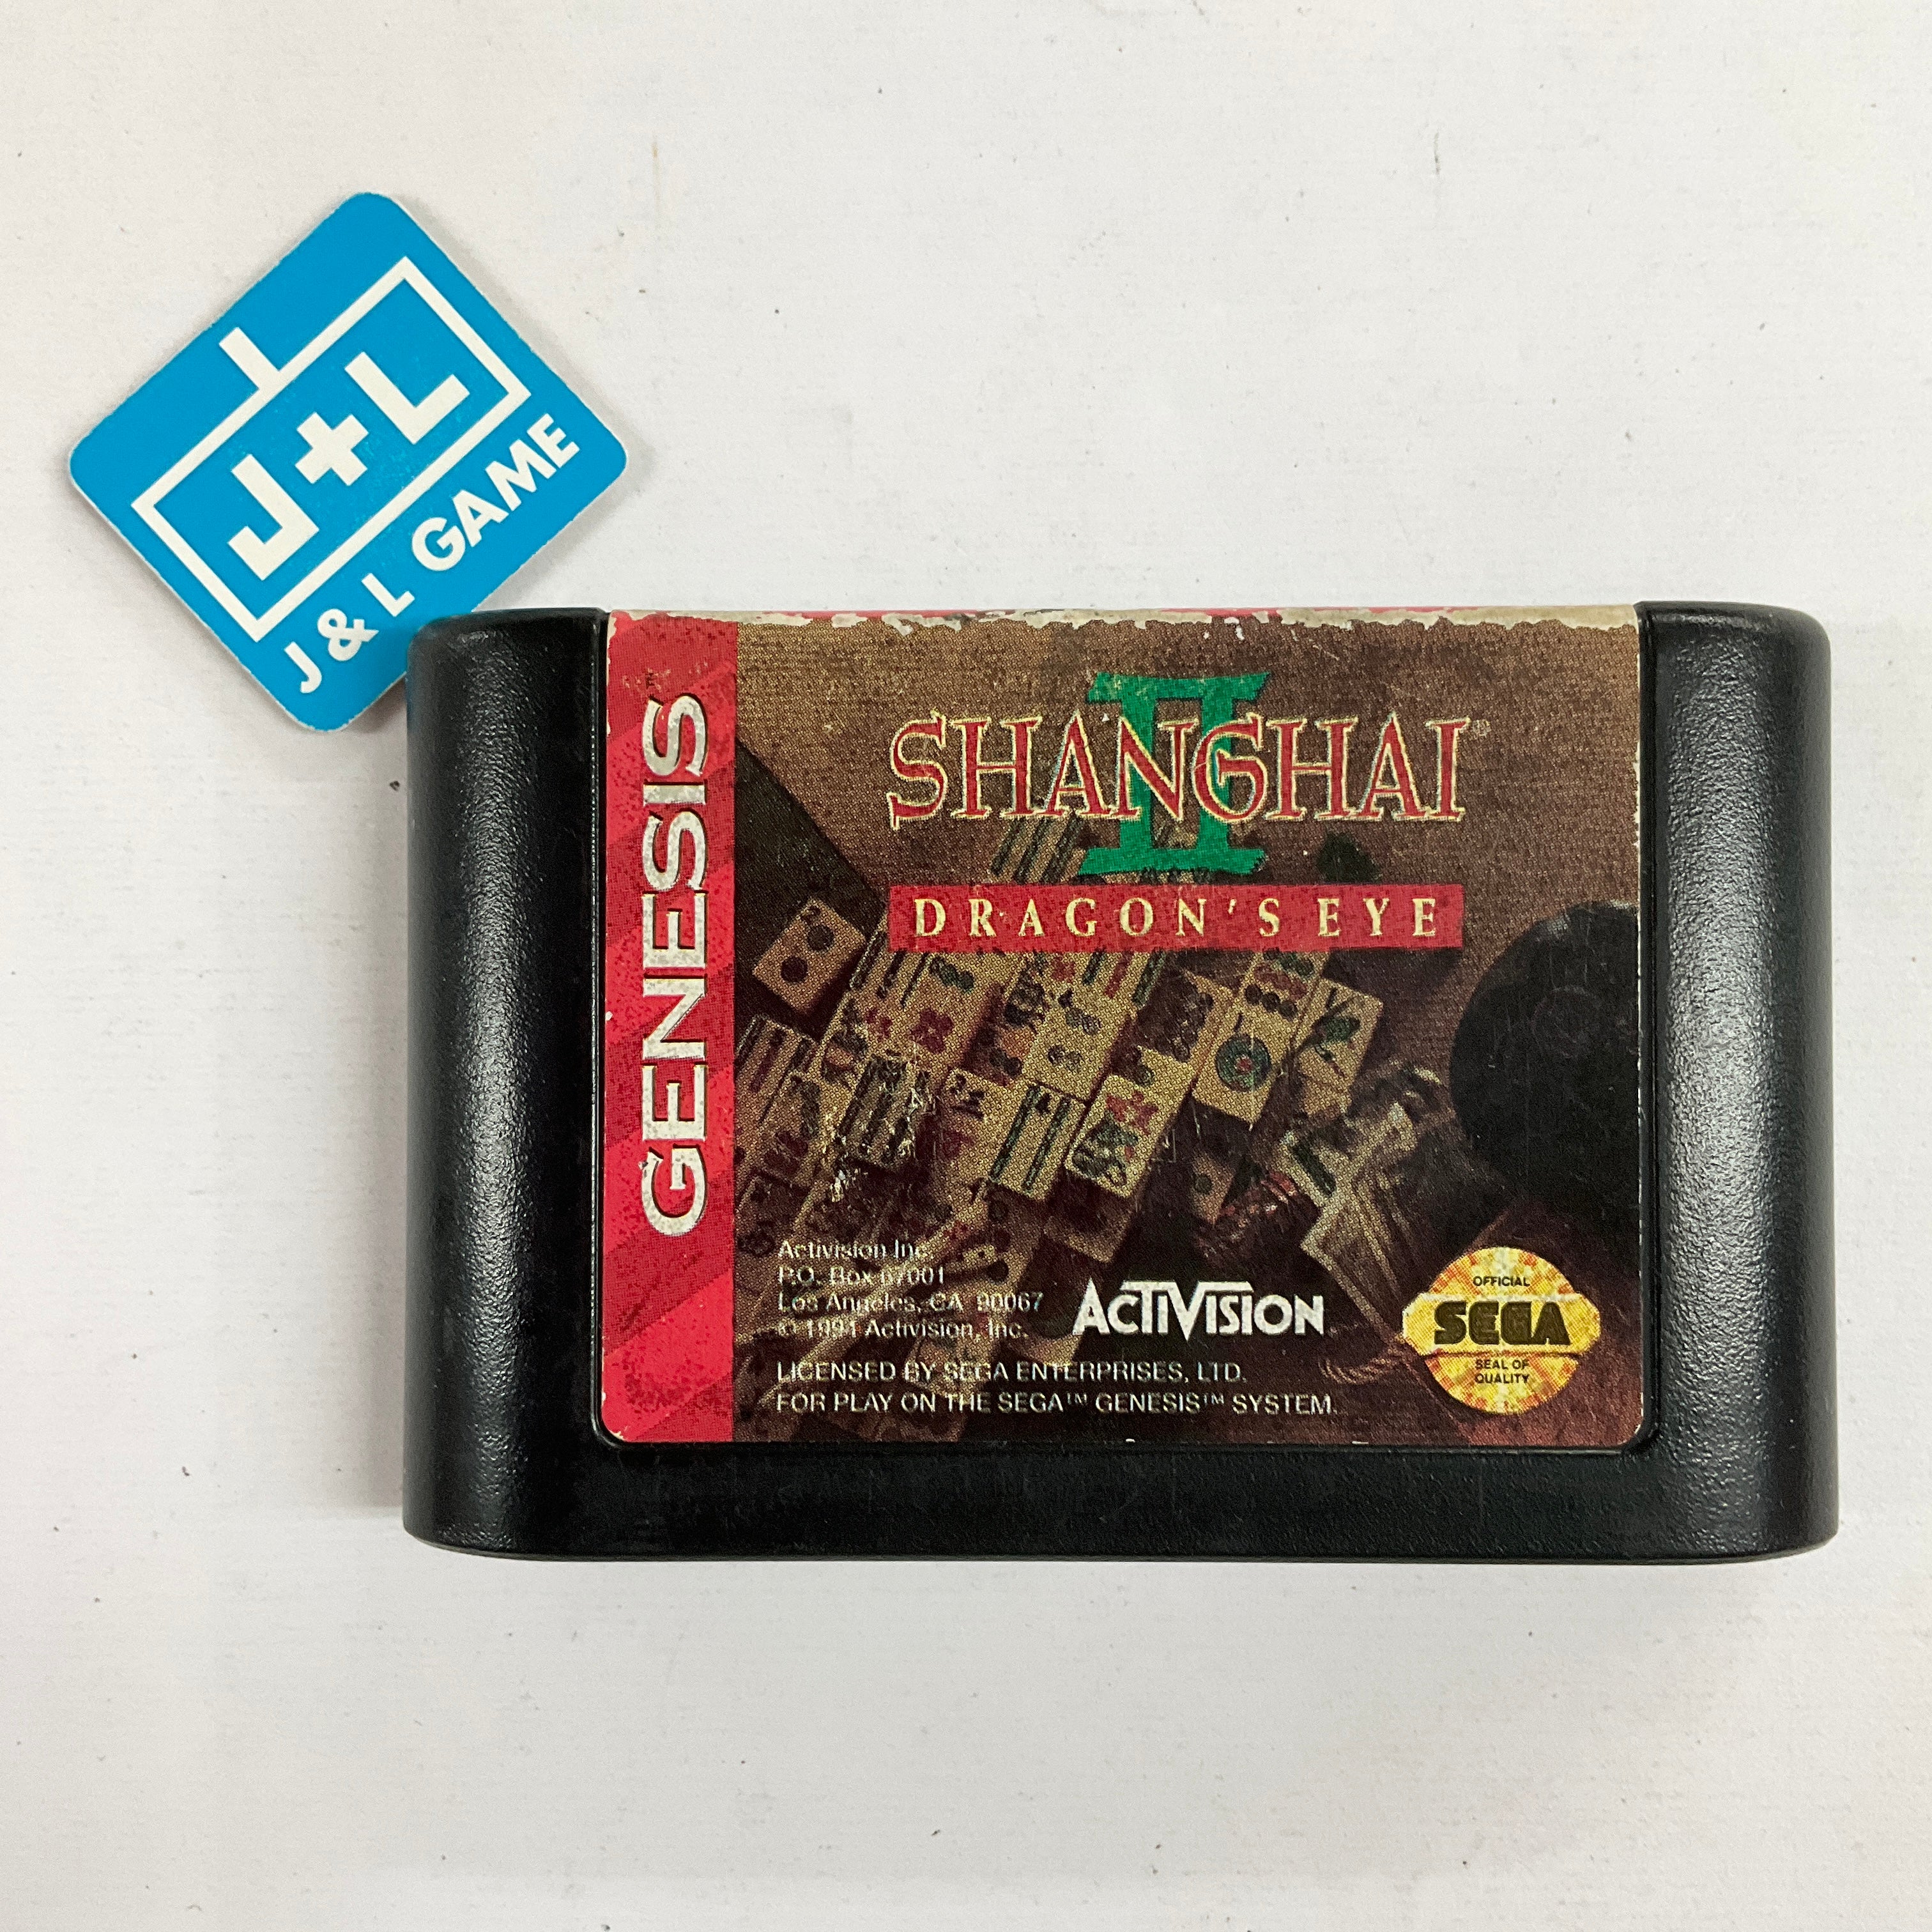 J+L
J & L GAME
GENESIS
II
SHANGHAI®
DRAGON'S EYE
Activision Inc.
P.O. Box 67001
Los Angeles, CA 90067
© 1994 Activision, Inc.
ACTIVISION
LICENSED BY SEGA ENTERPRISES, LTD.
FOR PLAY ON THE SEGA™ GENESIS™ SYSTEM.
OFFICIAL
SEGA
SEAL OF
QUALITY